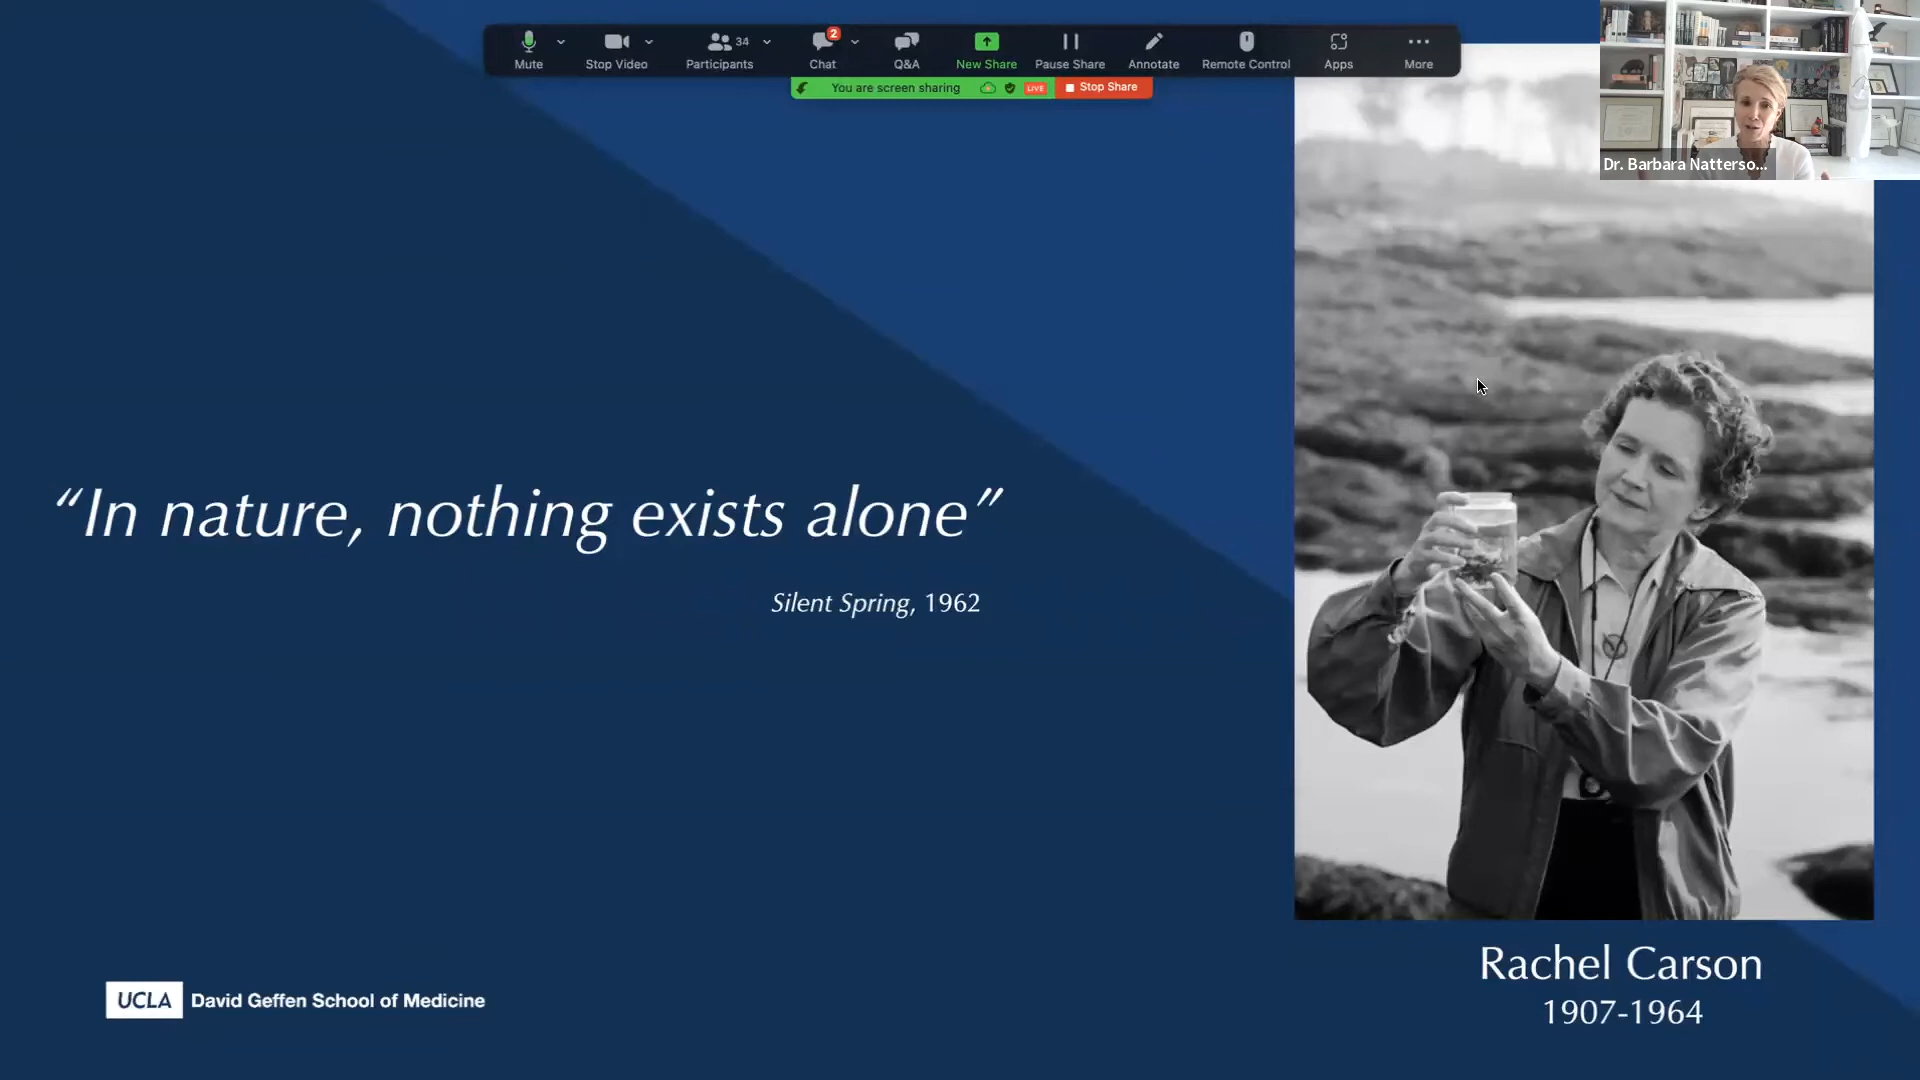 Mute
Stop Video
Participants
34
Chat
2
Q&A
New Share
Pause Share
Annotate
Remote Control
Apps
More
You are screen sharing
LIVE
Stop Share
Dr. Barbara Natterso...
“In nature, nothing exists alone”
Silent Spring, 1962
UCLA David Geffen School of Medicine
Rachel Carson
1907-1964